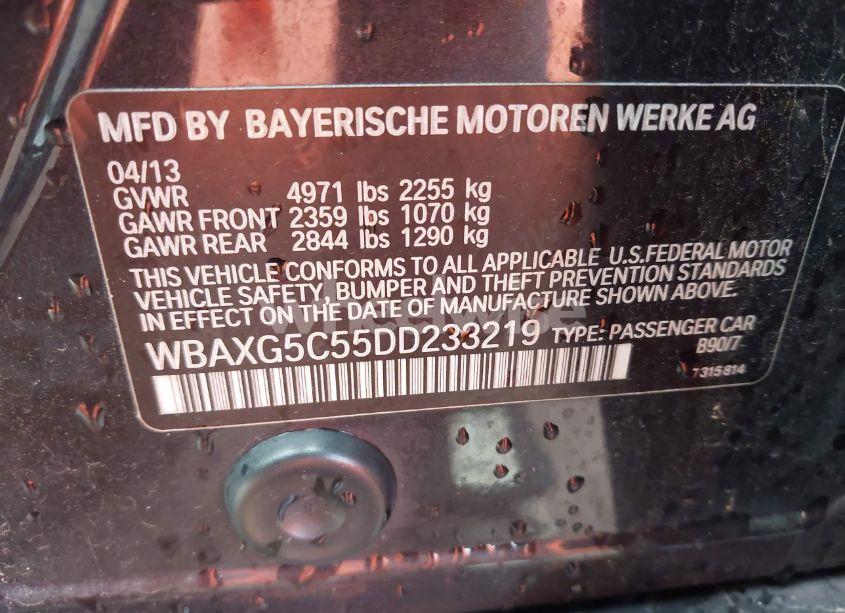 MFD BY BAYERISCHE MOTOREN WERKE AG
04/13
GVWR 4971 lbs 2255 kg
GAWR FRONT 2359 lbs 1070 kg
GAWR REAR 2844 lbs 1290 kg
THIS VEHICLE CONFORMS TO ALL APPLICABLE U.S.FEDERAL MOTOR
VEHICLE SAFETY, BUMPER AND THEFT PREVENTION STANDARDS
IN EFFECT ON THE DATE OF MANUFACTURE SHOWN ABOVE.
WBAXG5C55DD233219 TYPE: PASSENGER CAR
B90/7
7315814